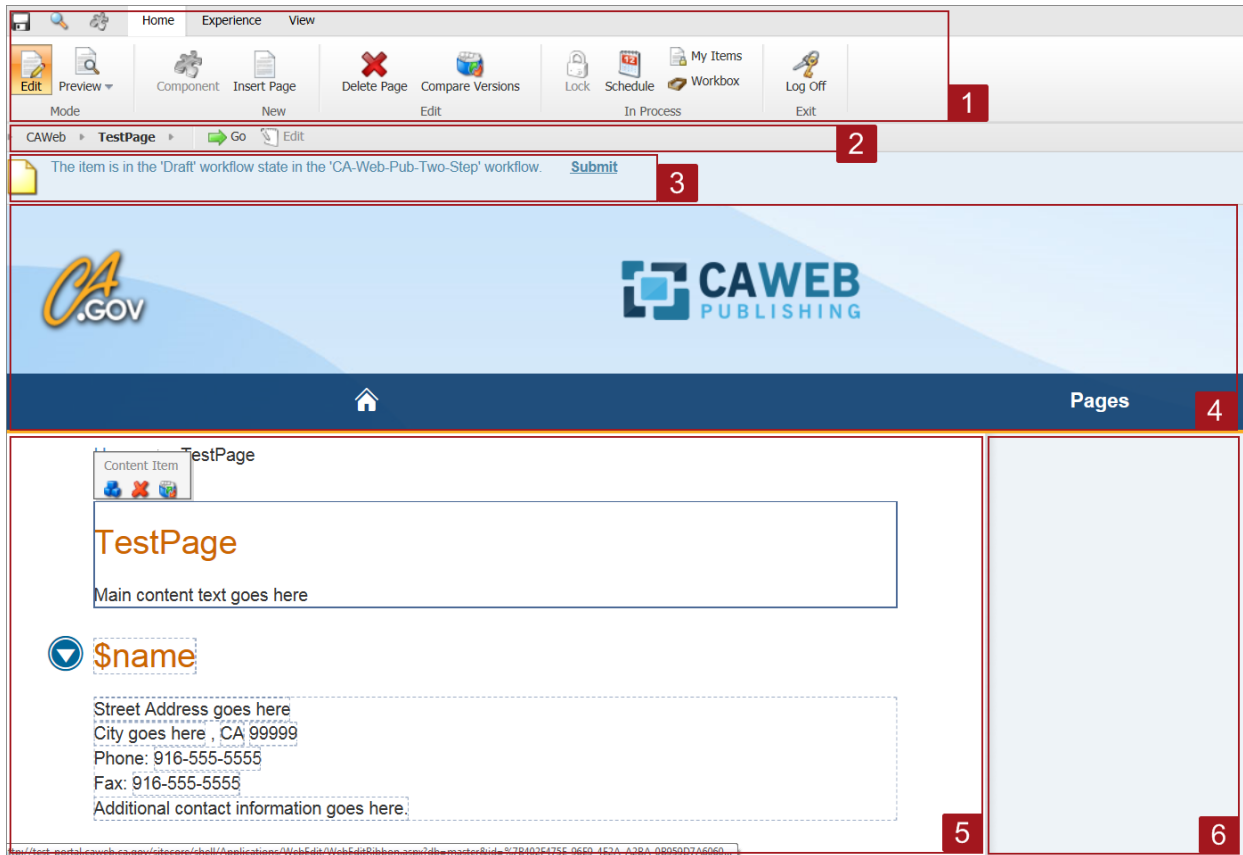 Home Experience View
Edit Preview Component Insert Page Delete Page Compare Versions Lock Schedule My Items Workbox Log Off
Mode New Edit In Process Exit
1
CAWeb TestPage Go Edit
2
The item is in the 'Draft' workflow state in the 'CA-Web-Pub-Two-Step' workflow. Submit
3
CA.GOV
CAWEB
PUBLISHING
Pages
4
TestPage
Content Item
TestPage
Main content text goes here
$name
Street Address goes here
City goes here , CA 99999
Phone: 916-555-5555
Fax: 916-555-5555
Additional contact information goes here.
5
6